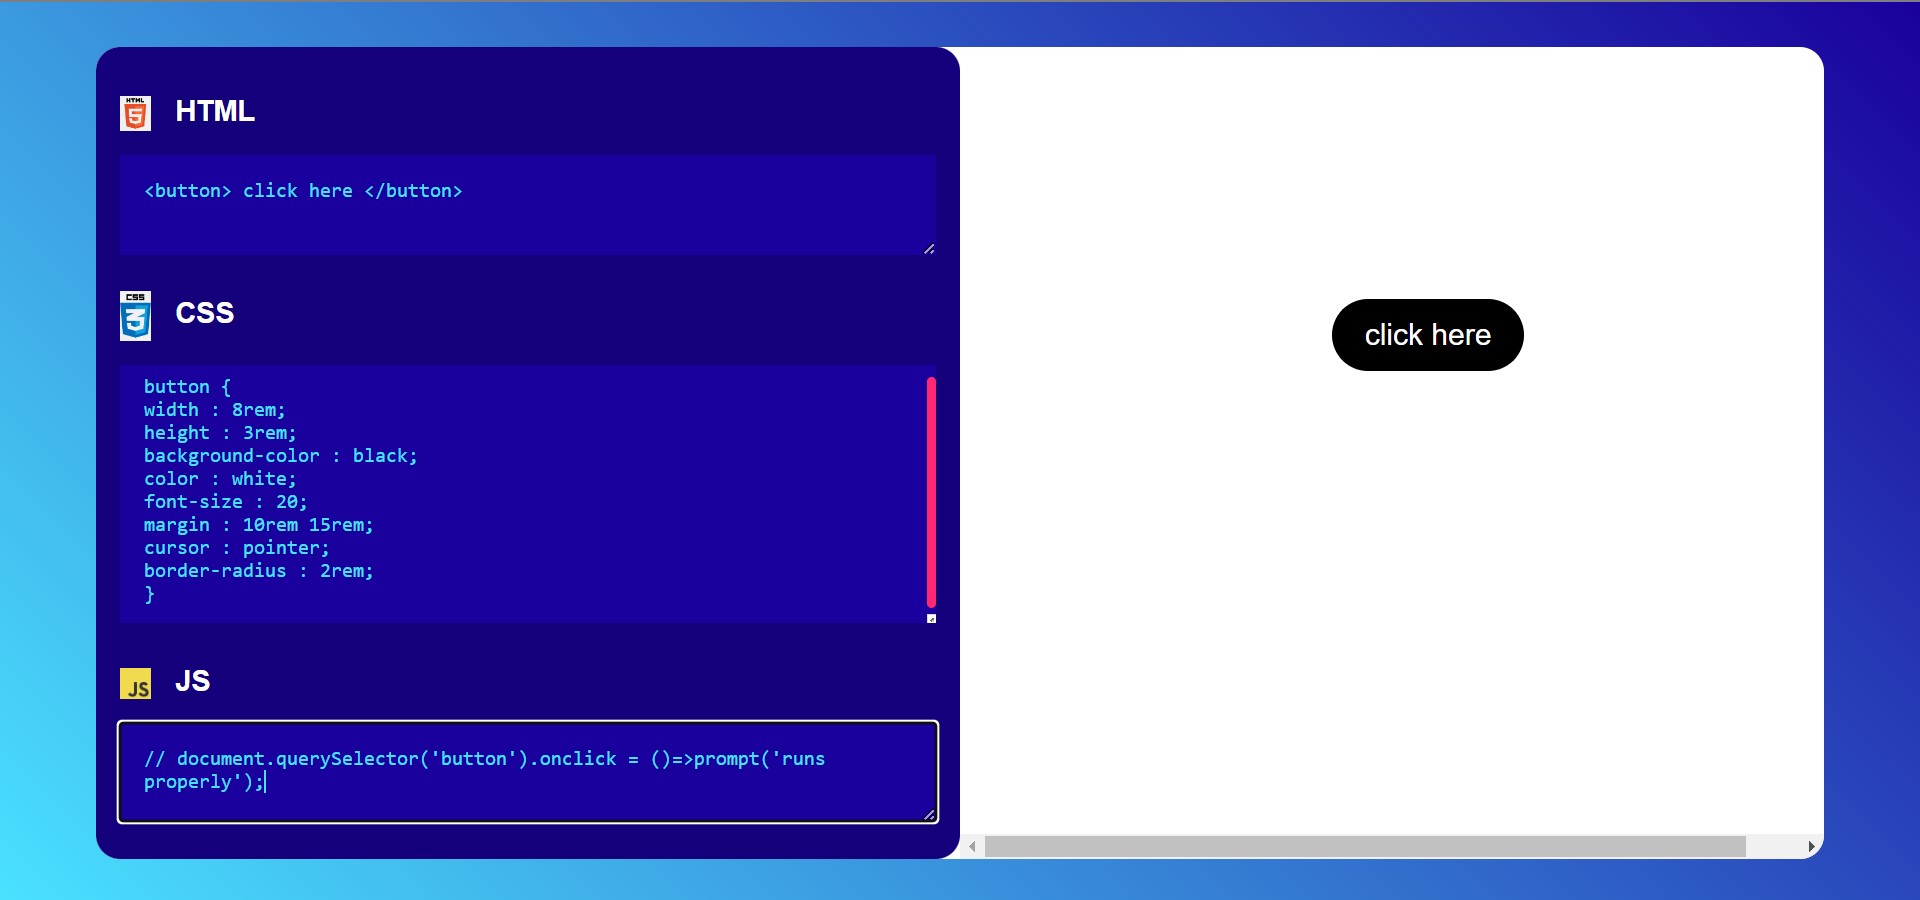 HTML
5
HTML
<button> click here </button>
CSS
3
CSS
button {
width : 8rem;
height : 3rem;
background-color : black;
color : white;
font-size : 20;
margin : 10rem 15rem;
cursor : pointer;
border-radius : 2rem;
}
JS
JS
// document.querySelector('button').onclick = ()=>prompt('runs
properly');
click here